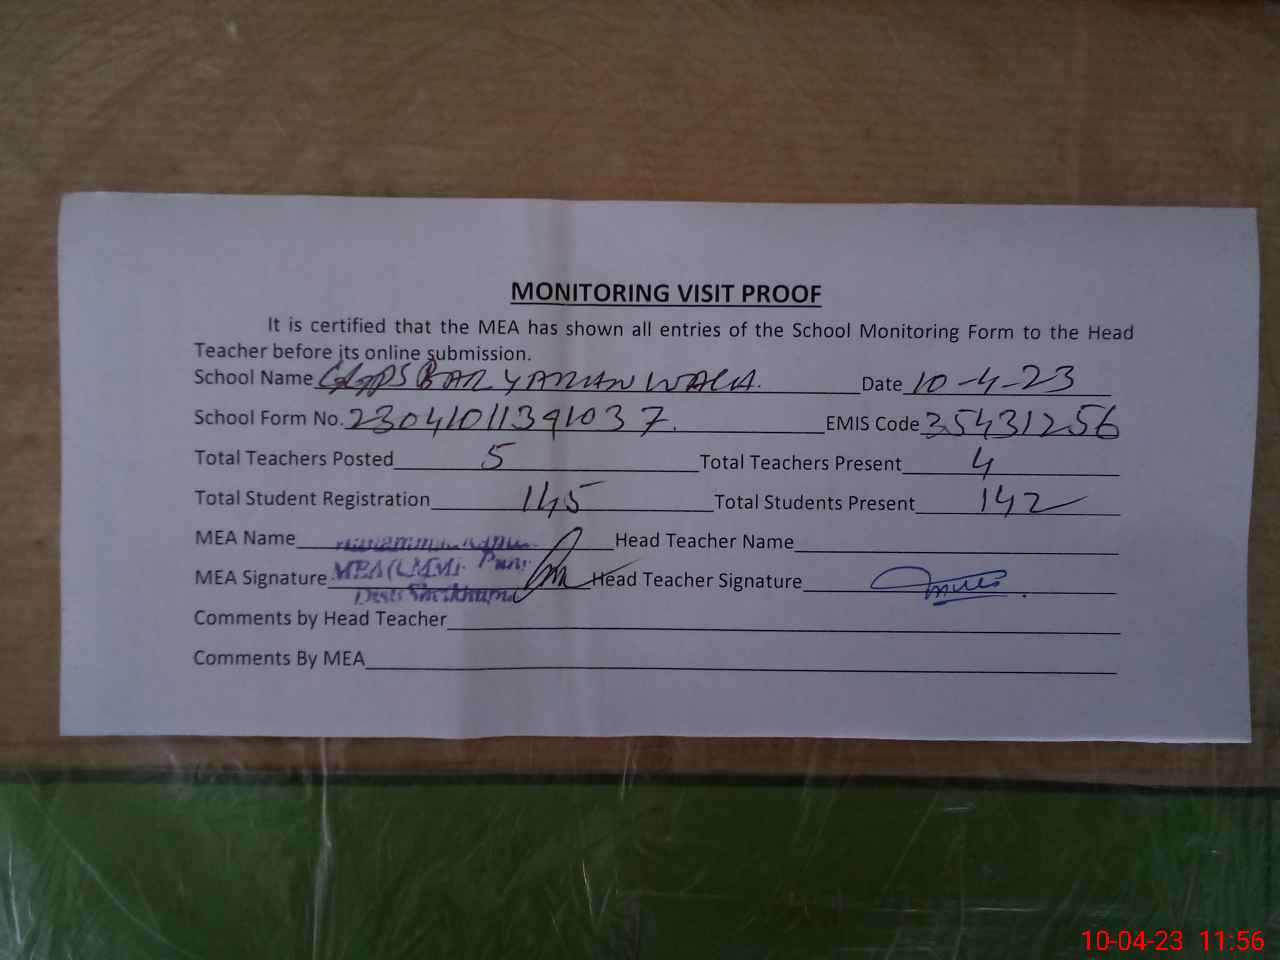 MONITORING VISIT PROOF
It is certified that the MEA has shown all entries of the School Monitoring Form to the Head
Teacher before its online submission.
School Name GGPS BAR YARIAN WALA. Date 10-4-23
School Form No. 23041011391037. EMIS Code 35431256
Total Teachers Posted 5 Total Teachers Present 4
Total Student Registration 145 Total Students Present 142
MEA Name Head Teacher Name
MEA Signature MEA Head Teacher Signature
Comments by Head Teacher
Comments By MEA
10-04-23 11:56